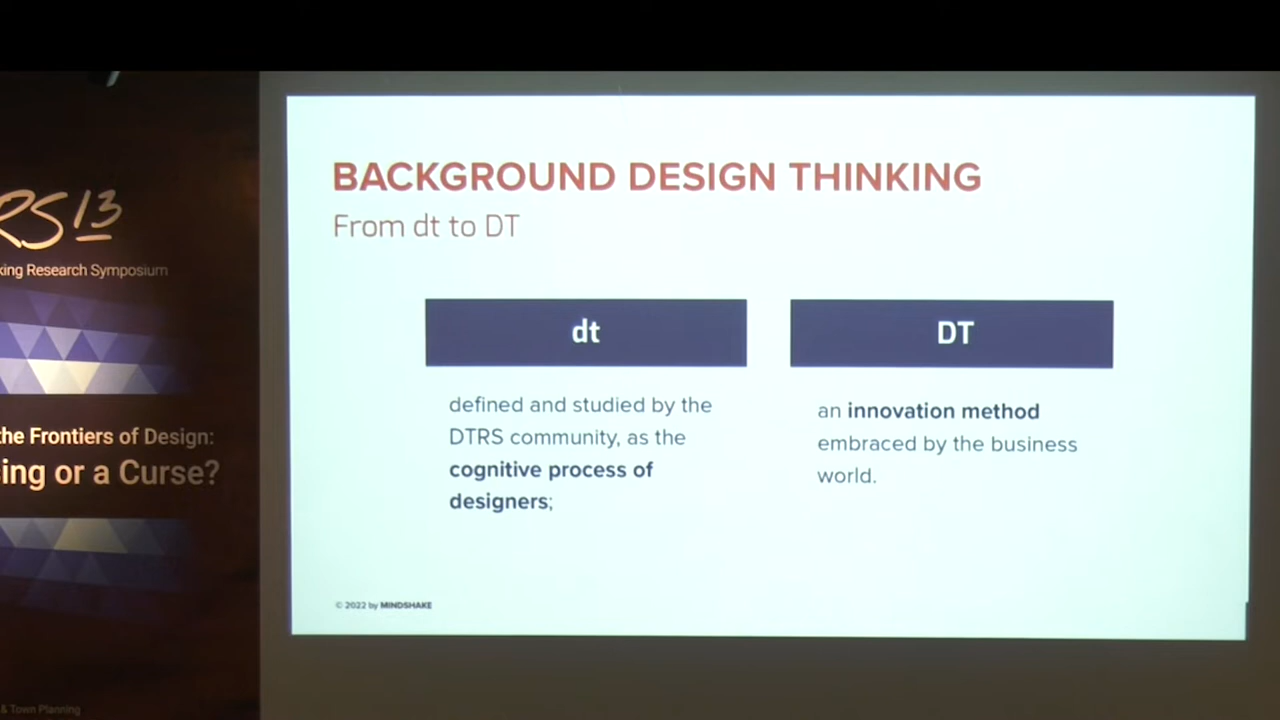 RS13
king Research Symposium
the Frontiers of Design:
ing or a Curse?
& Town Planning
BACKGROUND DESIGN THINKING
From dt to DT
dt
defined and studied by the
DTRS community, as the
cognitive process of
designers;
DT
an innovation method
embraced by the business
world.
© 2022 by MINDSHAKE